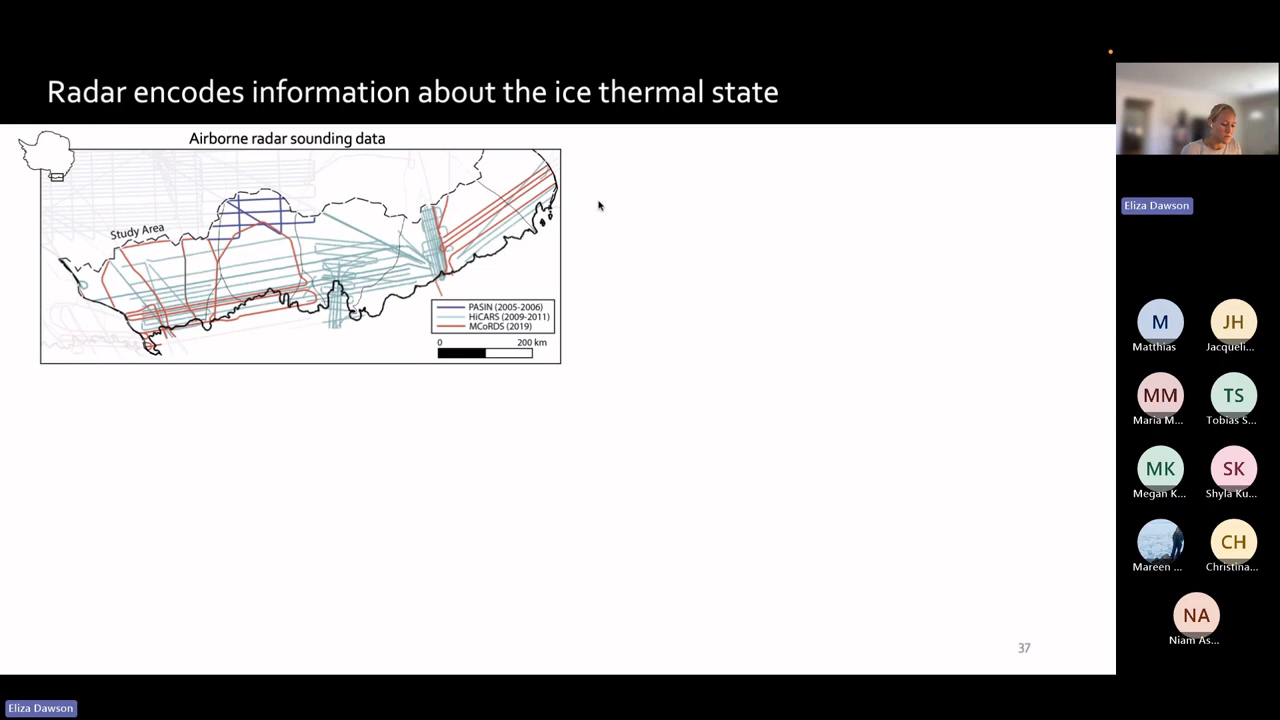 Radar encodes information about the ice thermal state
Airborne radar sounding data
Study Area
PASIN (2005-2006)
HiCARS (2009-2011)
MCoRDS (2019)
0 200 km
37
Eliza Dawson
M
Matthias
JH
Jacqueli...
MM
Maria M...
TS
Tobias S...
MK
Megan K...
SK
Shyla Ku...
Mareen ...
CH
Christina...
NA
Niam As...
Eliza Dawson